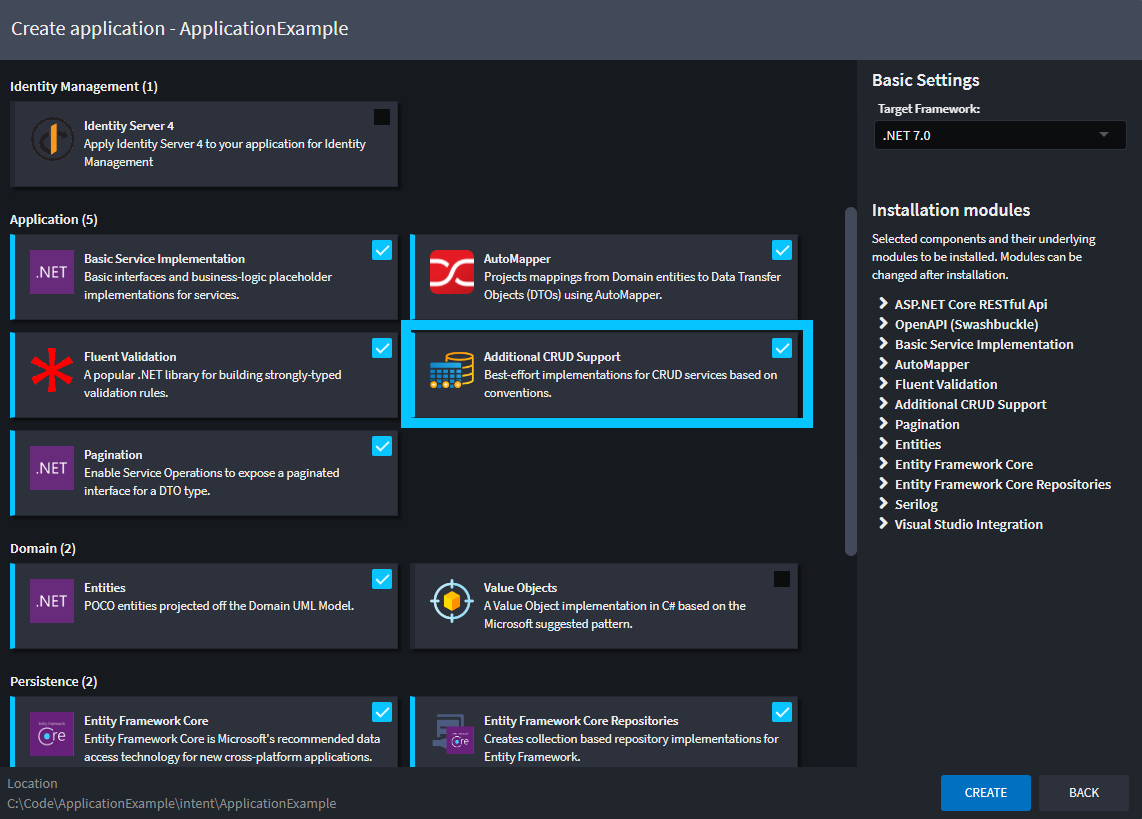 Create application - ApplicationExample
Identity Management (1)
Identity Server 4
Apply Identity Server 4 to your application for Identity
Management
Application (5)
.NET
Basic Service Implementation
Basic interfaces and business-logic placeholder
implementations for services.
AutoMapper
Projects mappings from Domain entities to Data Transfer
Objects (DTOs) using AutoMapper.
Fluent Validation
A popular .NET library for building strongly-typed
validation rules.
Additional CRUD Support
Best-effort implementations for CRUD services based on
conventions.
.NET
Pagination
Enable Service Operations to expose a paginated
interface for a DTO type.
Domain (2)
.NET
Entities
POCO entities projected off the Domain UML Model.
Value Objects
A Value Object implementation in C# based on the
Microsoft suggested pattern.
Persistence (2)
Entity Framework
Core
Entity Framework Core
Entity Framework Core is Microsoft's recommended data
access technology for new cross-platform applications.
Core
Entity Framework Core Repositories
Creates collection based repository implementations for
Entity Framework.
Basic Settings
Target Framework:
.NET 7.0
Installation modules
Selected components and their underlying
modules to be installed. Modules can be
changed after installation.
ASP.NET Core RESTful Api
OpenAPI (Swashbuckle)
Basic Service Implementation
AutoMapper
Fluent Validation
Additional CRUD Support
Pagination
Entities
Entity Framework Core
Entity Framework Core Repositories
Serilog
Visual Studio Integration
Location
C:\Code\ApplicationExample\intent\ApplicationExample
CREATE
BACK